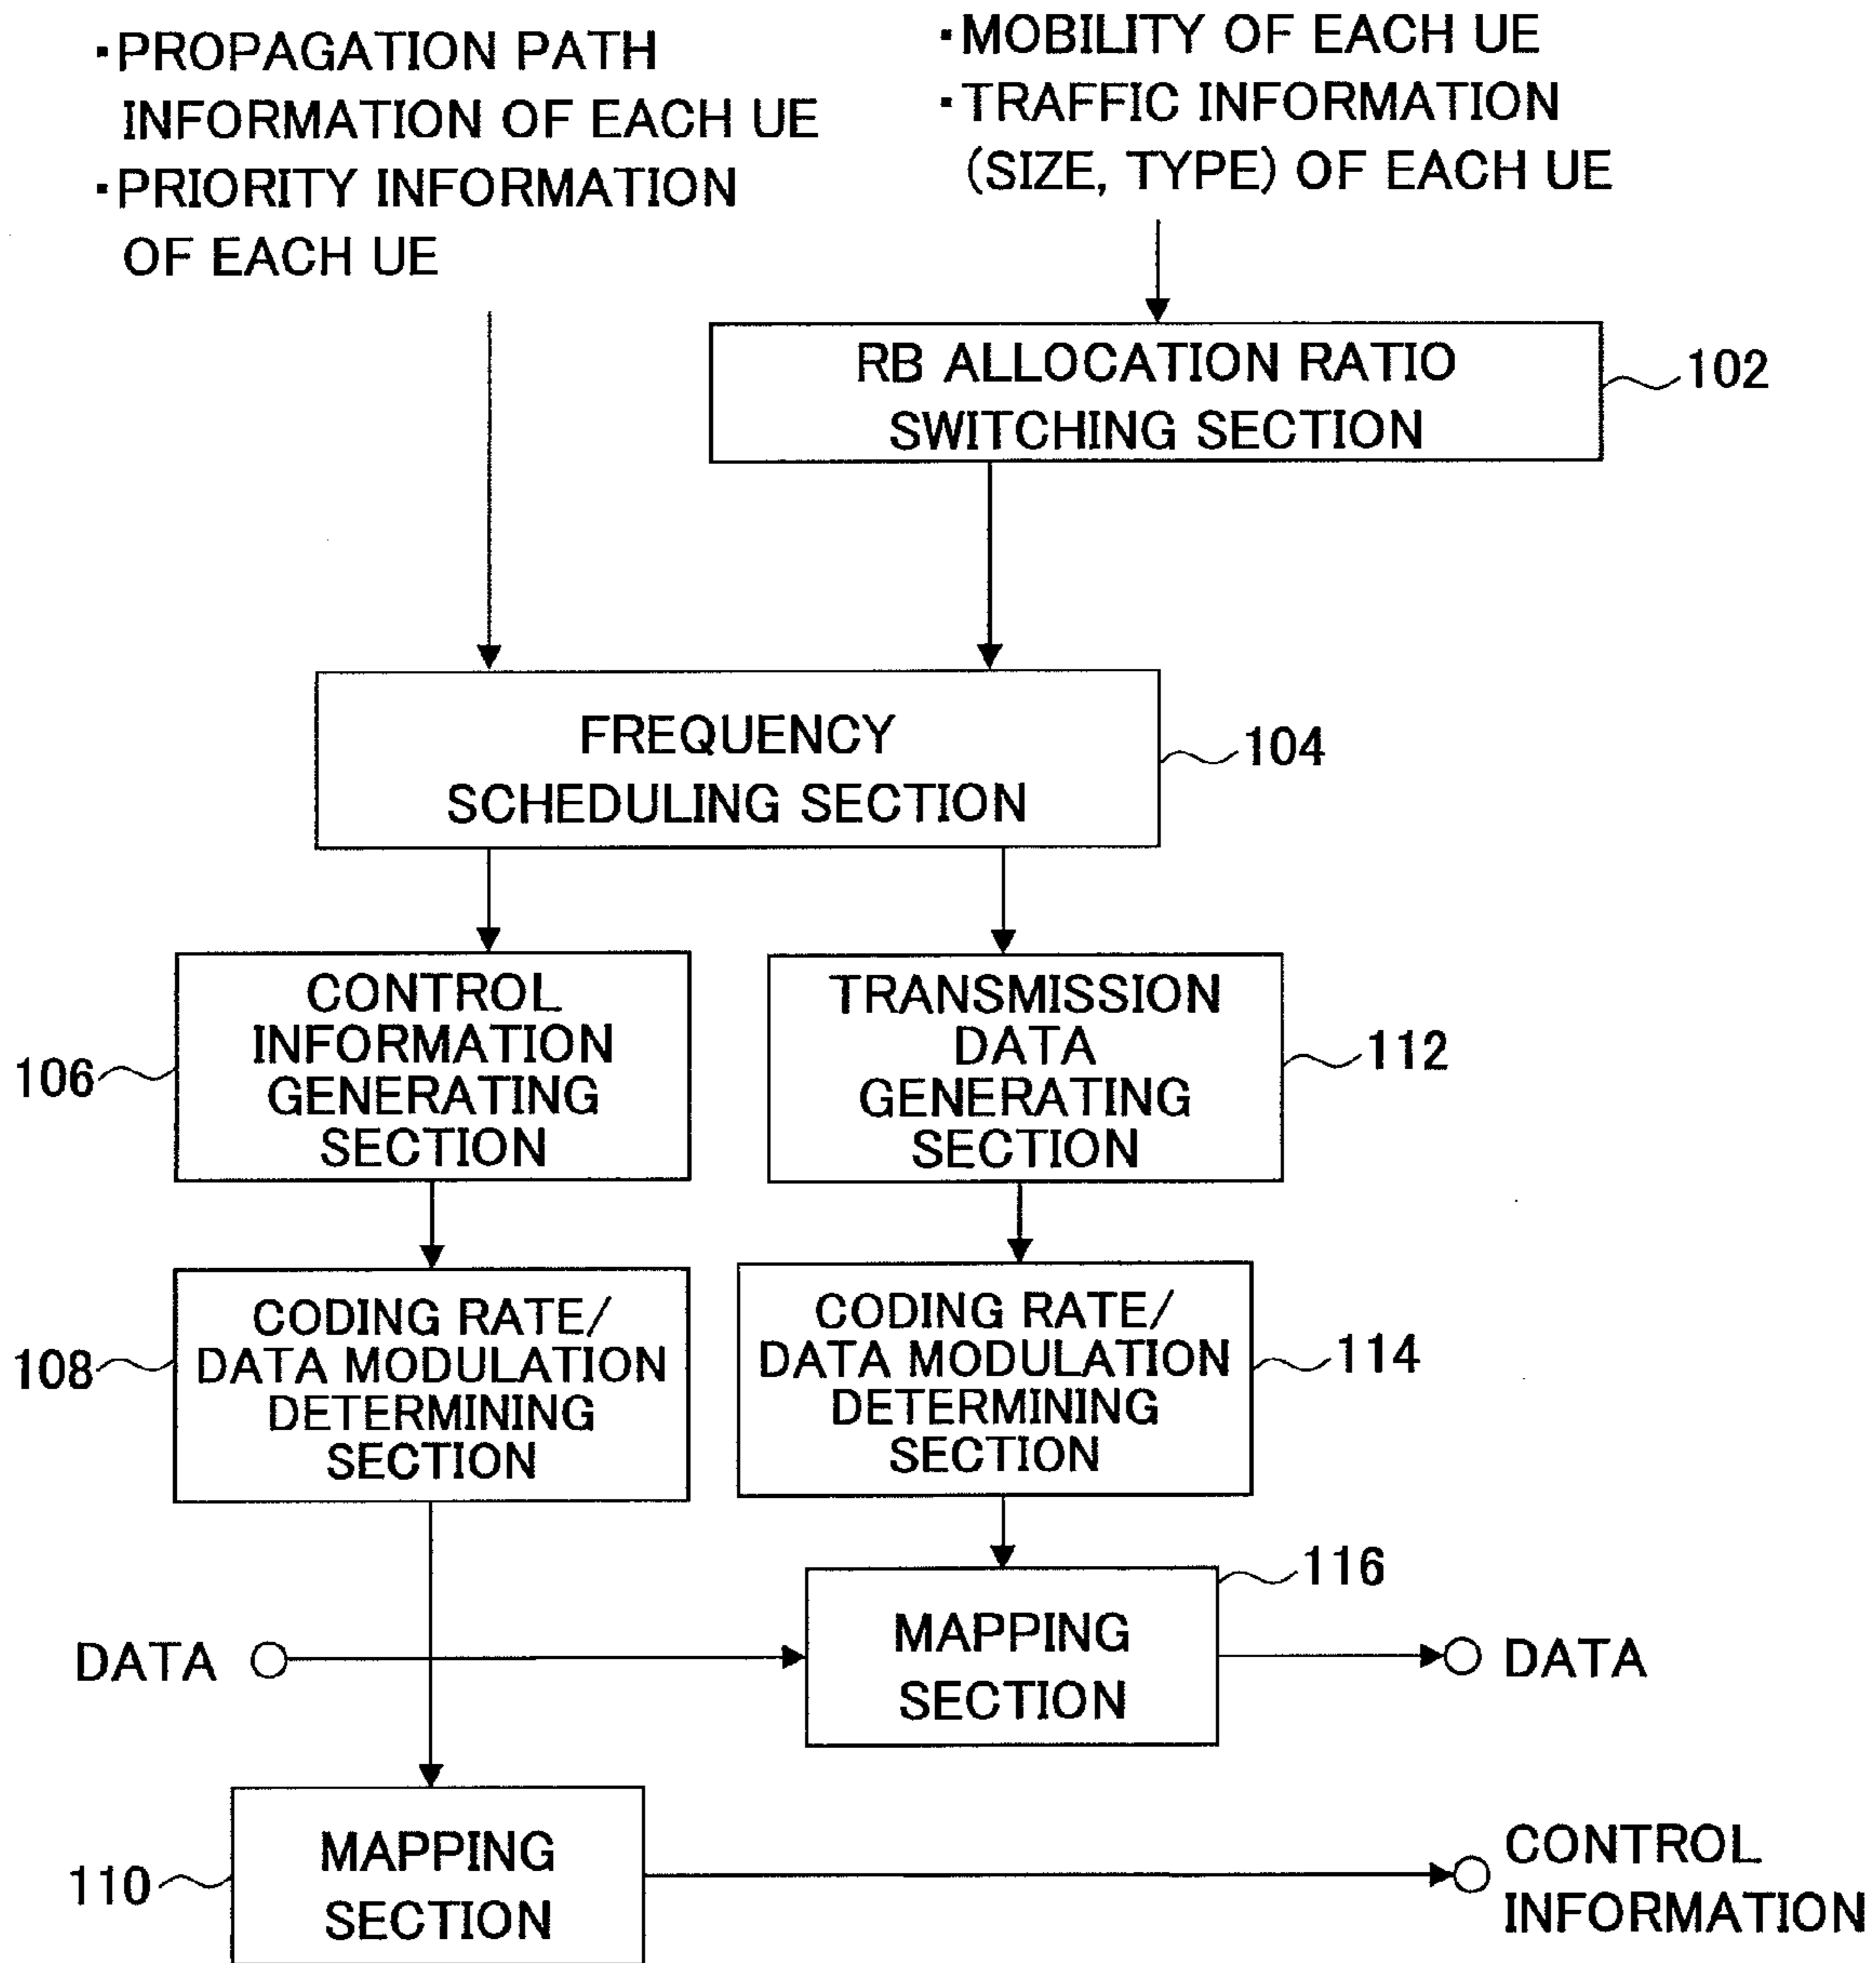 ・PROPAGATION PATH
INFORMATION OF EACH UE
・PRIORITY INFORMATION
OF EACH UE
・MOBILITY OF EACH UE
・TRAFFIC INFORMATION
(SIZE, TYPE) OF EACH UE
RB ALLOCATION RATIO
SWITCHING SECTION
102
FREQUENCY
SCHEDULING SECTION
104
CONTROL
INFORMATION
GENERATING
SECTION
106
TRANSMISSION
DATA
GENERATING
SECTION
112
CODING RATE/
DATA MODULATION
DETERMINING
SECTION
108
CODING RATE/
DATA MODULATION
DETERMINING
SECTION
114
116
MAPPING
SECTION
DATA
DATA
MAPPING
SECTION
110
CONTROL
INFORMATION